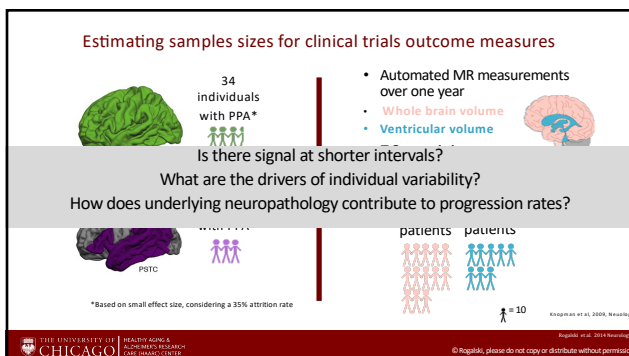 Estimating samples sizes for clinical trials outcome measures
34
individuals
with PPA*
• Automated MR measurements
over one year
• Whole brain volume
• Ventricular volume
Is there signal at shorter intervals?
What are the drivers of individual variability?
How does underlying neuropathology contribute to progression rates?
PSTC
patients
patients
= 10
*Based on small effect size, considering a 35% attrition rate
Knopman et al, 2009, Neurolog
Rogalski et al. 2014 Neurology
THE UNIVERSITY OF
CHICAGO
HEALTHY AGING &
ALZHEIMER'S RESEARCH
CARE (HAARC) CENTER
© Rogalski, please do not copy or distribute without permissio